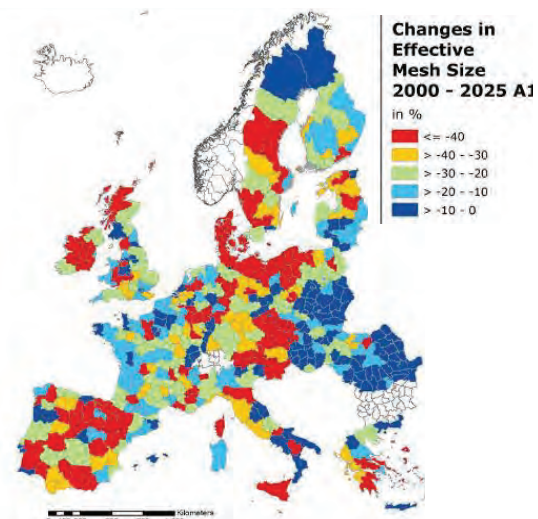 Changes in
Effective
Mesh Size
2000 - 2025 A1
in %
<= -40
> -40 - -30
> -30 - -20
> -20 - -10
> -10 - 0
Kilometers